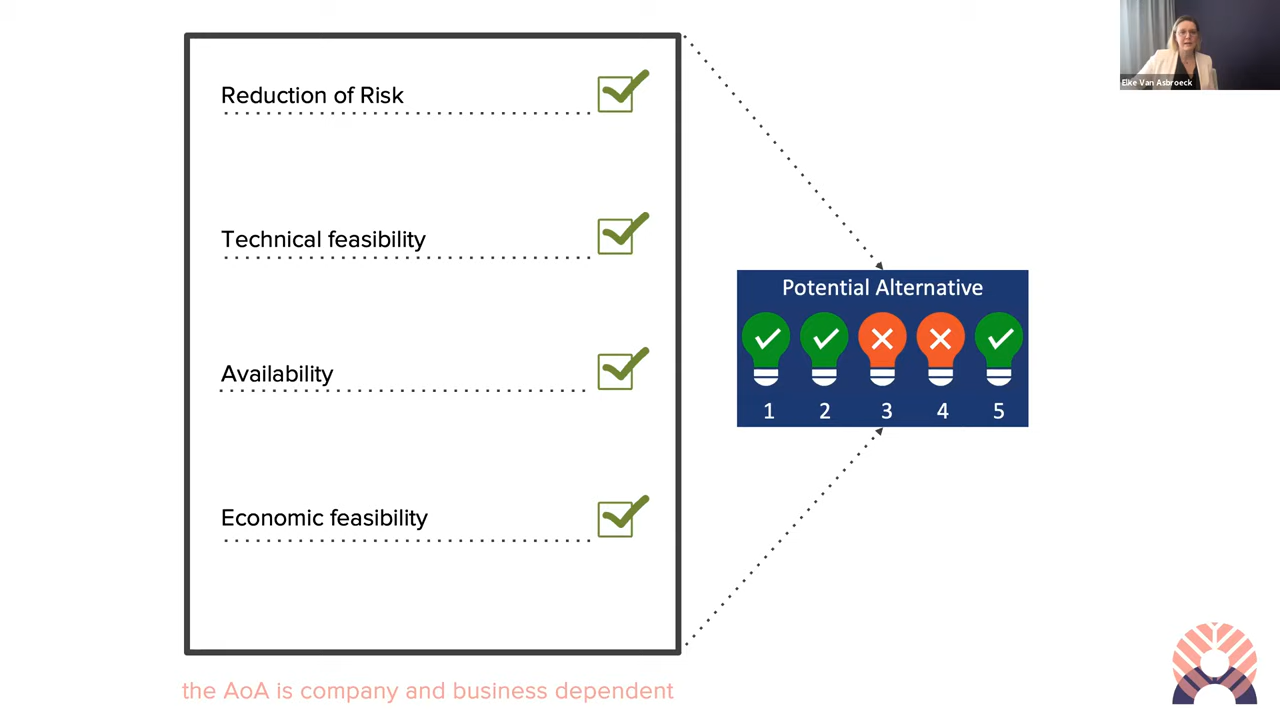 Reduction of Risk
Technical feasibility
Availability
Economic feasibility
Potential Alternative
1 2 3 4 5
the AoA is company and business dependent
Elke Van Asbroeck